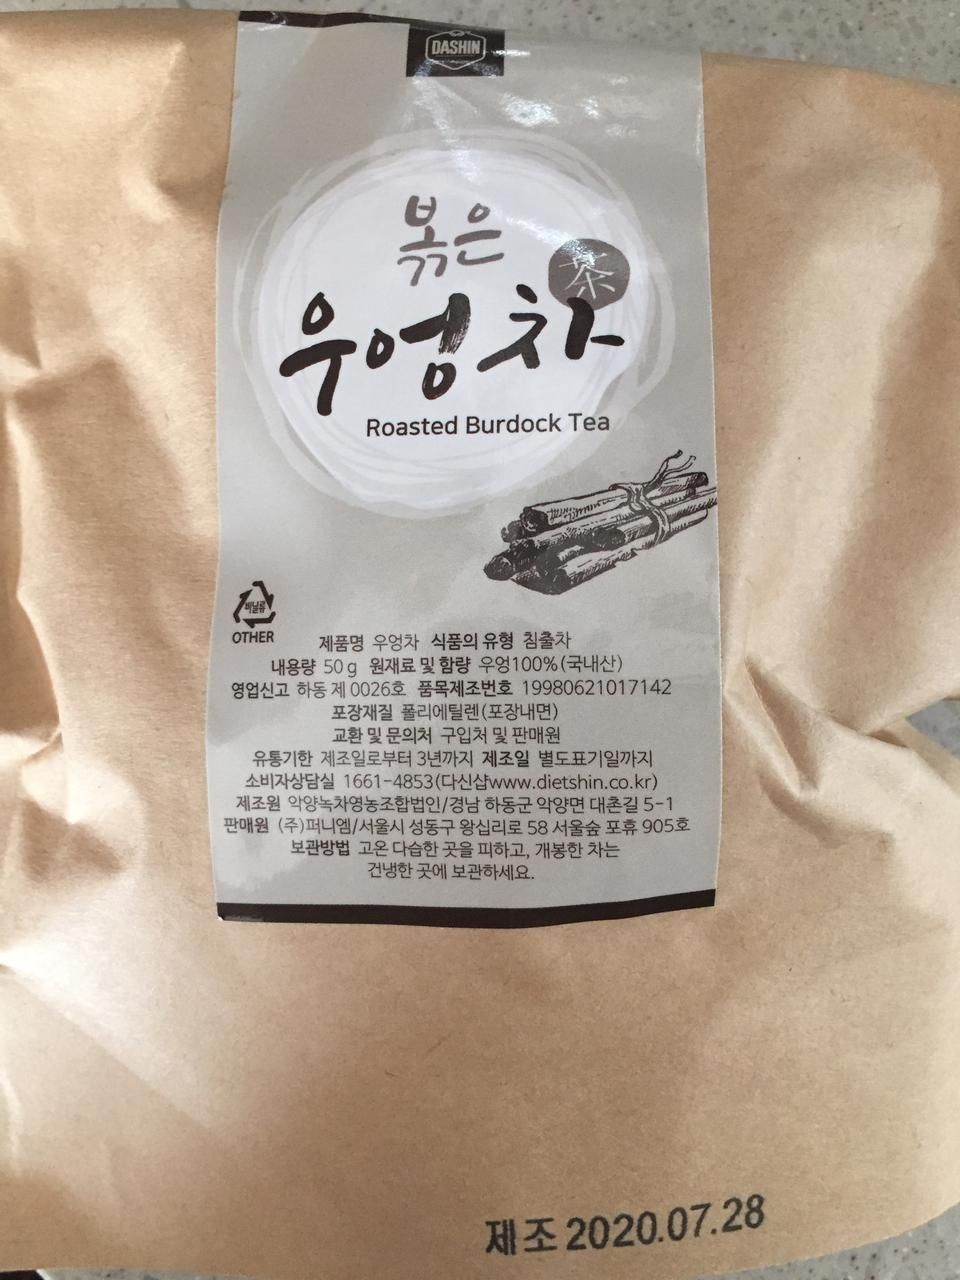 DASHIN
볶은
茶
우엉차
Roasted Burdock Tea
비닐류
OTHER
제품명 우엉차 식품의 유형 침출차
내용량 50g 원재료 및 함량 우엉100%(국내산)
영업신고 하동 제 0026호 품목제조번호 19980621017142
포장재질 폴리에틸렌(포장내면)
교환 및 문의처 구입처 및 판매원
유통기한 제조일로부터 3년까지 제조일 별도표기일까지
소비자상담실 1661-4853(다신샵www.dietshin.co.kr)
제조원 악양녹차영농조합법인/경남 하동군 악양면 대촌길 5-1
판매원 (주)퍼니엠/서울시 성동구 왕십리로 58 서울숲 포휴 905호
보관방법 고온 다습한 곳을 피하고, 개봉한 차는
건냉한 곳에 보관하세요.
제조 2020.07.28